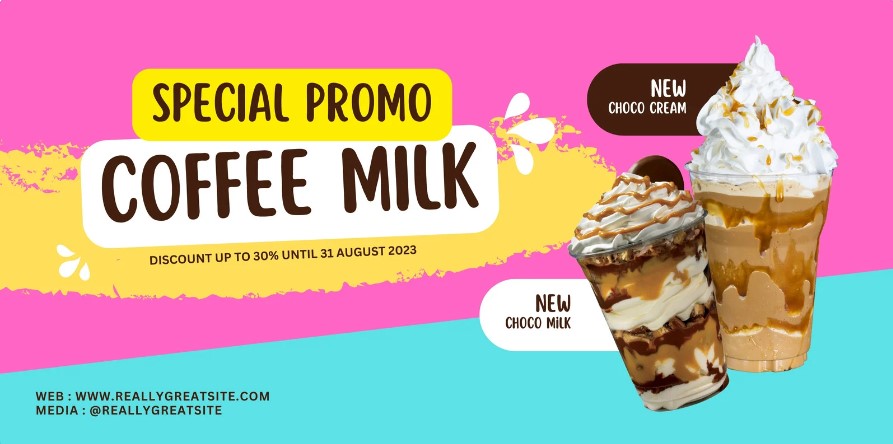 SPECIAL PROMO
COFFEE MILK
DISCOUNT UP TO 30% UNTIL 31 AUGUST 2023
NEW
CHOCO CREAM
NEW
CHOCO MiLK
WEB : WWW.REALLYGREATSITE.COM
MEDIA : @REALLYGREATSITE